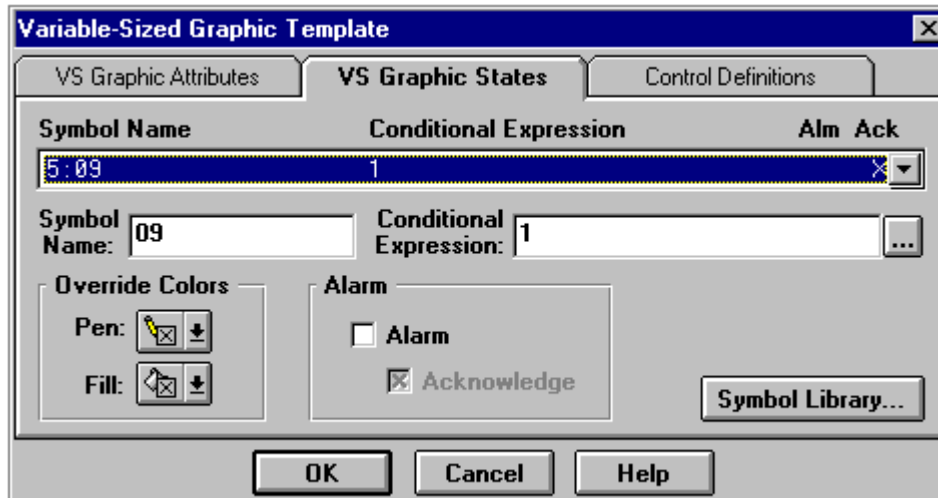 Variable-Sized Graphic Template
VS Graphic Attributes VS Graphic States Control Definitions
Symbol Name Conditional Expression Alm Ack
5:09 1 X
Symbol Name: 09 Conditional Expression: 1 ...
Override Colors Alarm
Pen: Alarm
Fill: Acknowledge
Symbol Library...
OK Cancel Help